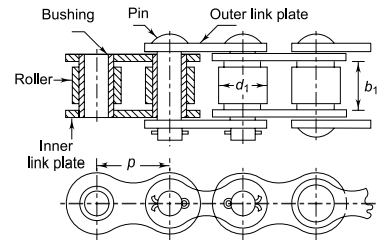 Bushing
Pin
Outer link plate
Roller
d1
b1
Inner
link plate
p